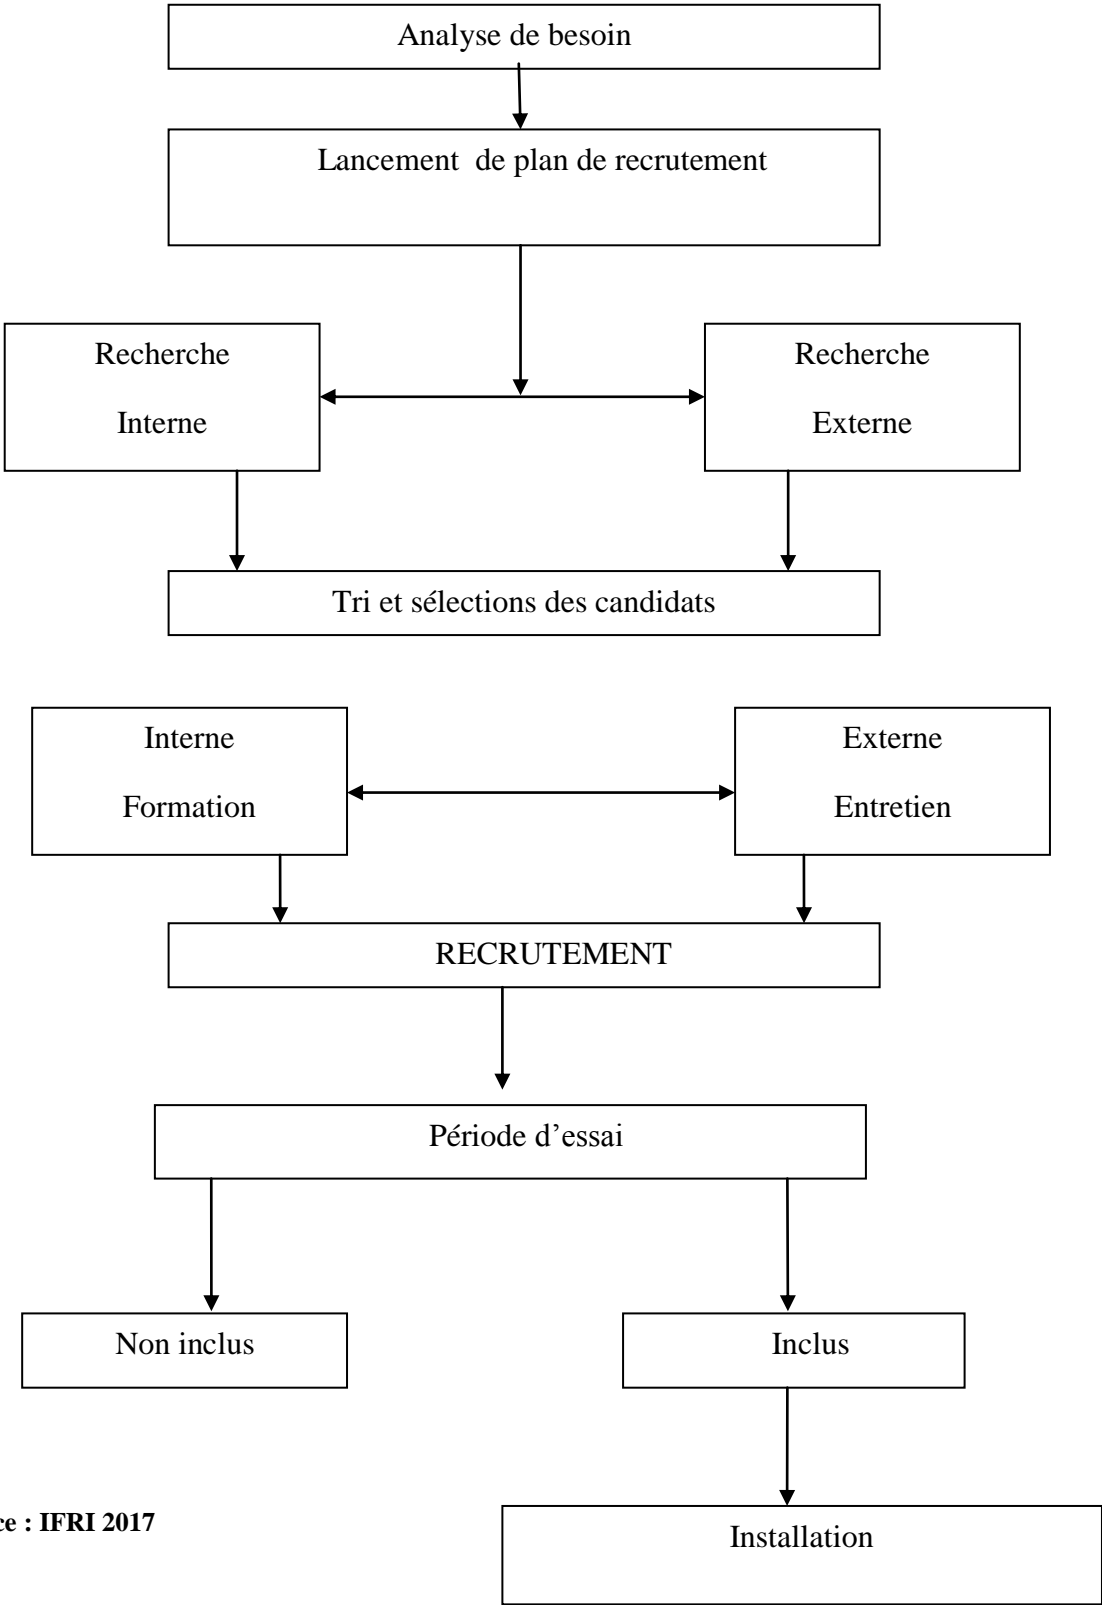 Analyse de besoin
Lancement de plan de recrutement
Recherche
Interne
Recherche
Externe
Tri et sélections des candidats
Interne
Formation
Externe
Entretien
RECRUTEMENT
Période d’essai
Non inclus
Inclus
ce : IFRI 2017
Installation